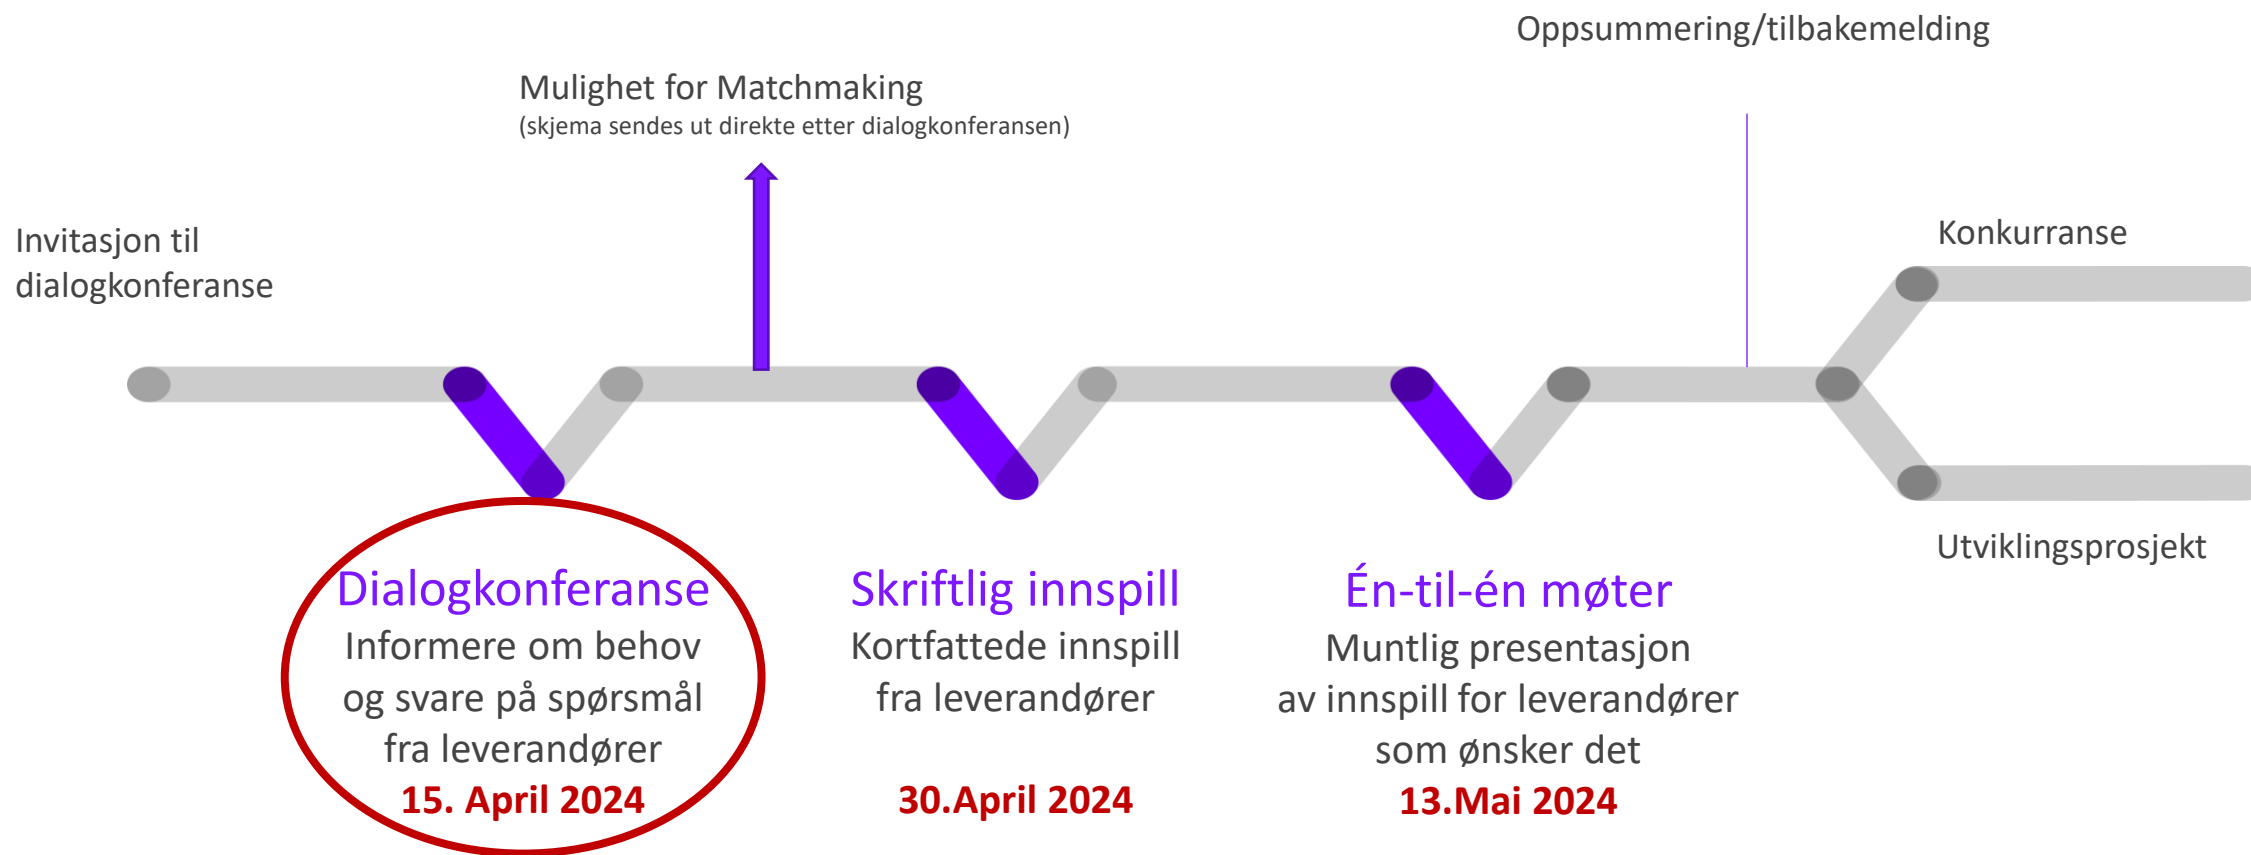 Oppsummering/tilbakemelding
Mulighet for Matchmaking
(skjema sendes ut direkte etter dialogkonferansen)
Invitasjon til
dialogkonferanse
Konkurranse
Utviklingsprosjekt
Dialogkonferanse
Informere om behov
og svare på spørsmål
fra leverandører
15. April 2024
Skriftlig innspill
Kortfattede innspill
fra leverandører
30.April 2024
Én-til-én møter
Muntlig presentasjon
av innspill for leverandører
som ønsker det
13.Mai 2024